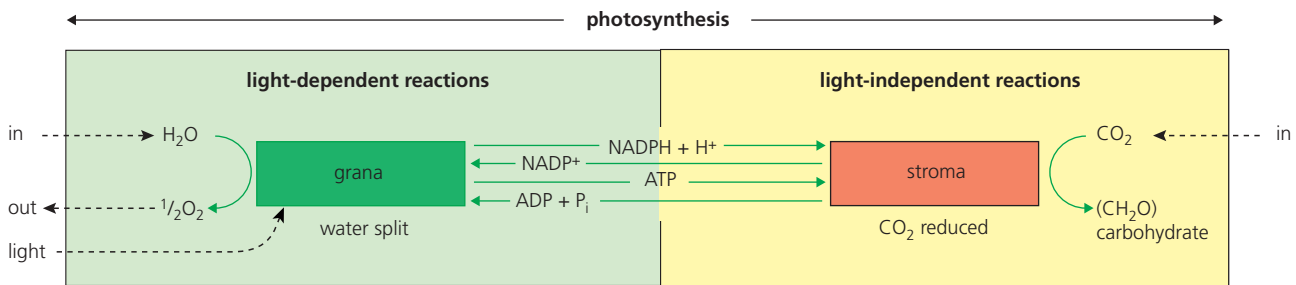 photosynthesis
light-dependent reactions
light-independent reactions
in
H₂O
NADPH + H⁺
CO₂
in
NADP⁺
grana
ATP
stroma
out
¹/₂O₂
ADP + Pᵢ
(CH₂O)
carbohydrate
light
water split
CO₂ reduced